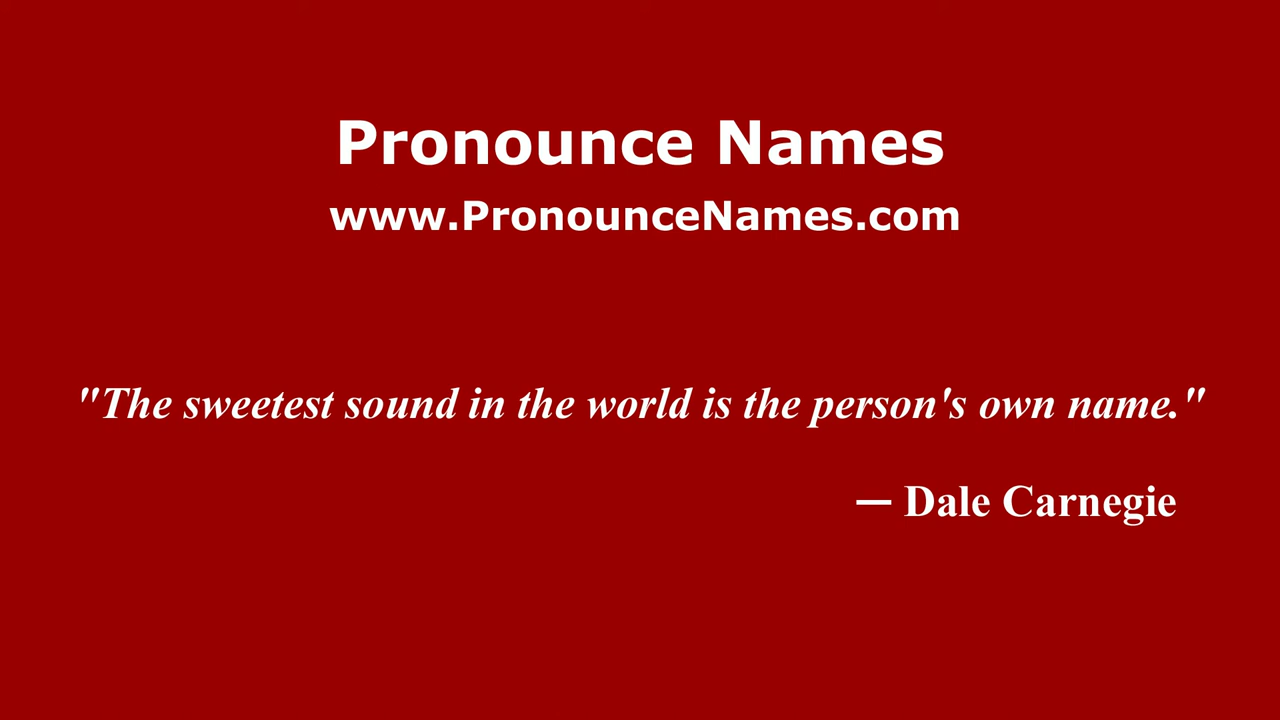 Pronounce Names
www.PronounceNames.com
"The sweetest sound in the world is the person's own name."
— Dale Carnegie